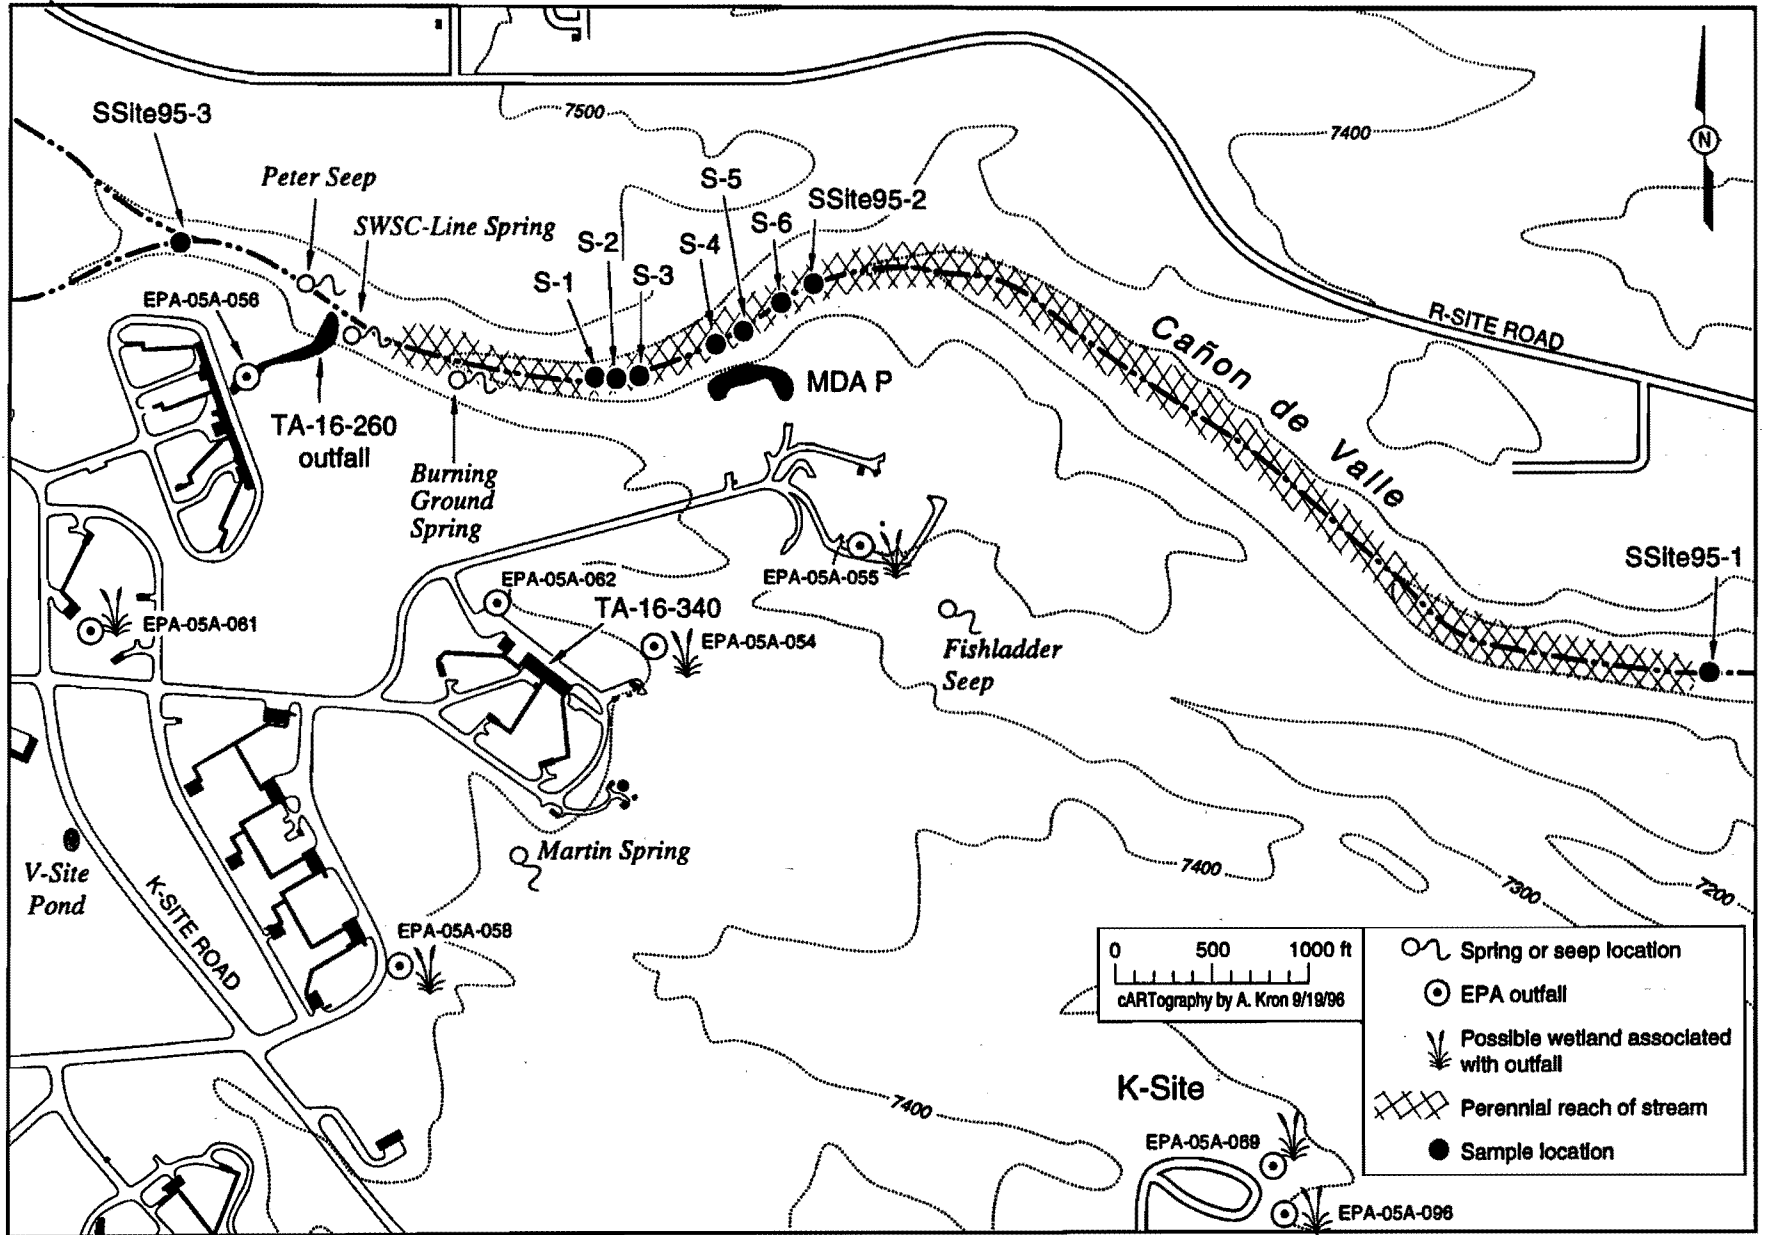 7500
7400
N
SSite95-3
Peter Seep
SWSC-Line Spring
S-1
S-2
S-3
S-4
S-5
S-6
SSite95-2
EPA-05A-056
TA-16-260
outfall
Burning
Ground
Spring
MDA P
Cañon de Valle
R-SITE ROAD
SSite95-1
EPA-05A-061
EPA-05A-062
TA-16-340
EPA-05A-054
EPA-05A-055
Fishladder
Seep
V-Site
Pond
K-SITE ROAD
Martin Spring
EPA-05A-058
7400
7300
7200
7400
K-Site
EPA-05A-069
EPA-05A-096
0 500 1000 ft
cARTography by A. Kron 9/19/96
Spring or seep location
EPA outfall
Possible wetland associated
with outfall
Perennial reach of stream
Sample location